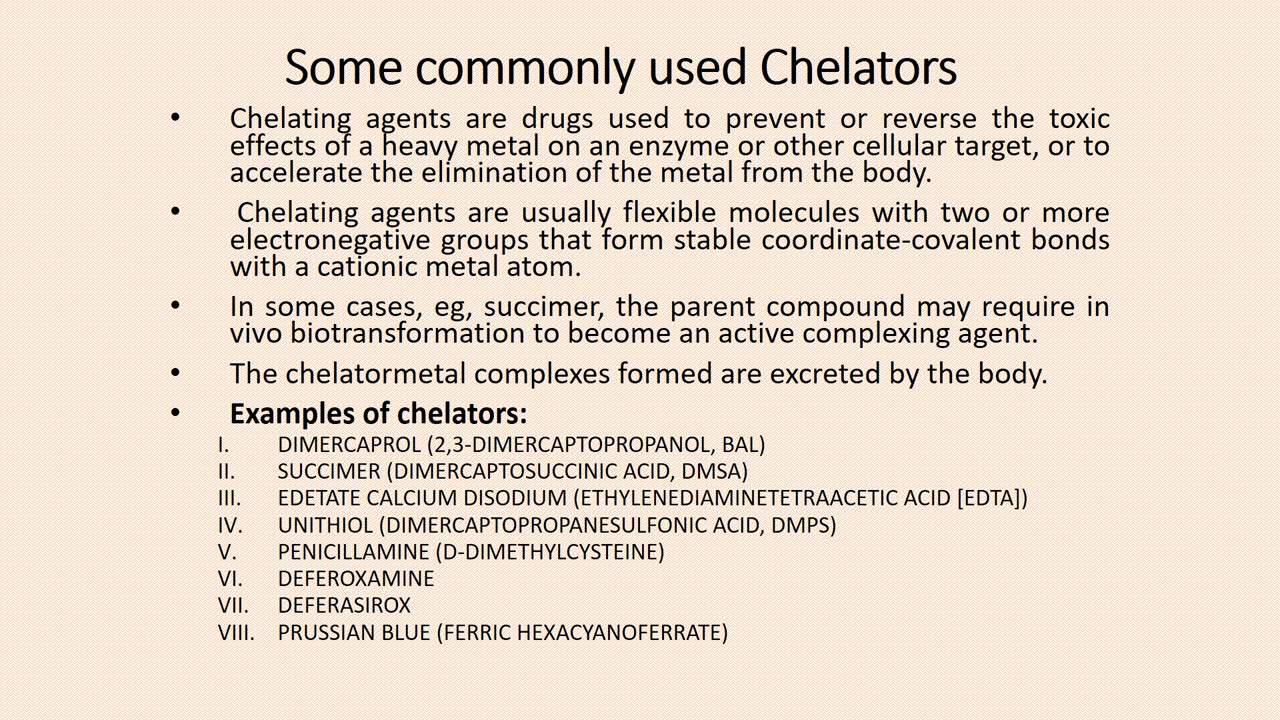 Some commonly used Chelators
• Chelating agents are drugs used to prevent or reverse the toxic
effects of a heavy metal on an enzyme or other cellular target, or to
accelerate the elimination of the metal from the body.
• Chelating agents are usually flexible molecules with two or more
electronegative groups that form stable coordinate-covalent bonds
with a cationic metal atom.
• In some cases, eg, succimer, the parent compound may require in
vivo biotransformation to become an active complexing agent.
• The chelatormetal complexes formed are excreted by the body.
• Examples of chelators:
I. DIMERCAPROL (2,3-DIMERCAPTOPROPANOL, BAL)
II. SUCCIMER (DIMERCAPTOSUCCINIC ACID, DMSA)
III. EDETATE CALCIUM DISODIUM (ETHYLENEDIAMINETETRAACETIC ACID [EDTA])
IV. UNITHIOL (DIMERCAPTOPROPANESULFONIC ACID, DMPS)
V. PENICILLAMINE (D-DIMETHYLCYSTEINE)
VI. DEFEROXAMINE
VII. DEFERASIROX
VIII. PRUSSIAN BLUE (FERRIC HEXACYANOFERRATE)